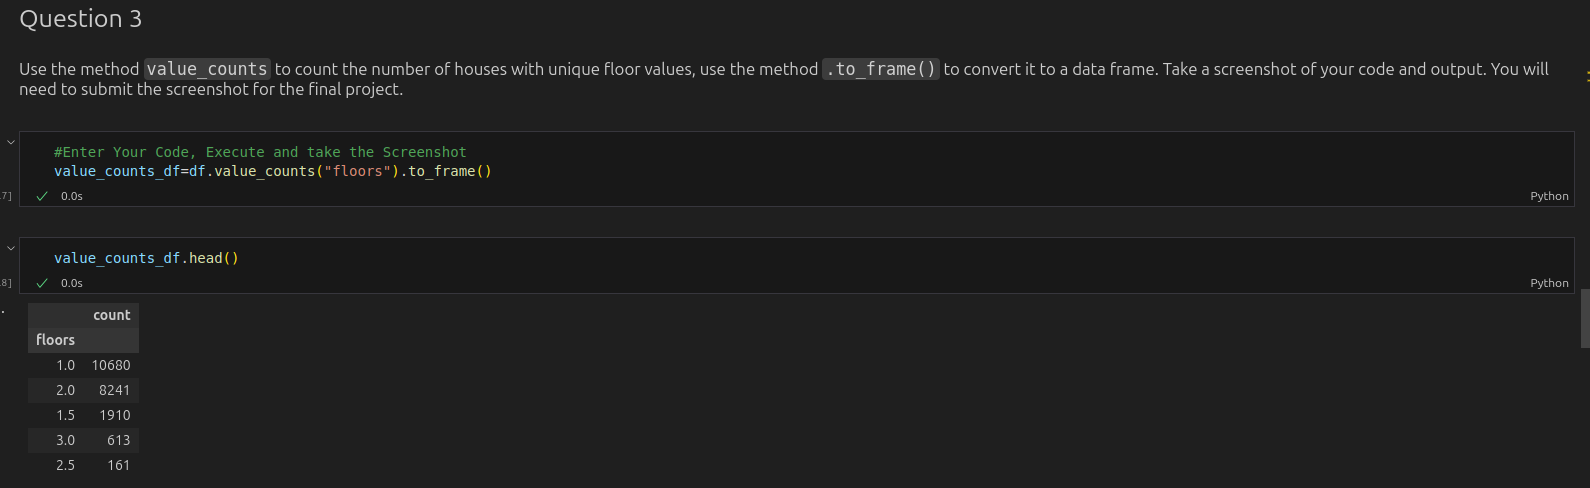 Question 3
Use the method value_counts to count the number of houses with unique floor values, use the method .to_frame() to convert it to a data frame. Take a screenshot of your code and output. You will
need to submit the screenshot for the final project.
#Enter Your Code, Execute and take the Screenshot
value_counts_df=df.value_counts("floors").to_frame()
7] 0.0s Python
value_counts_df.head()
8] 0.0s Python
count
floors
1.0 10680
2.0 8241
1.5 1910
3.0 613
2.5 161